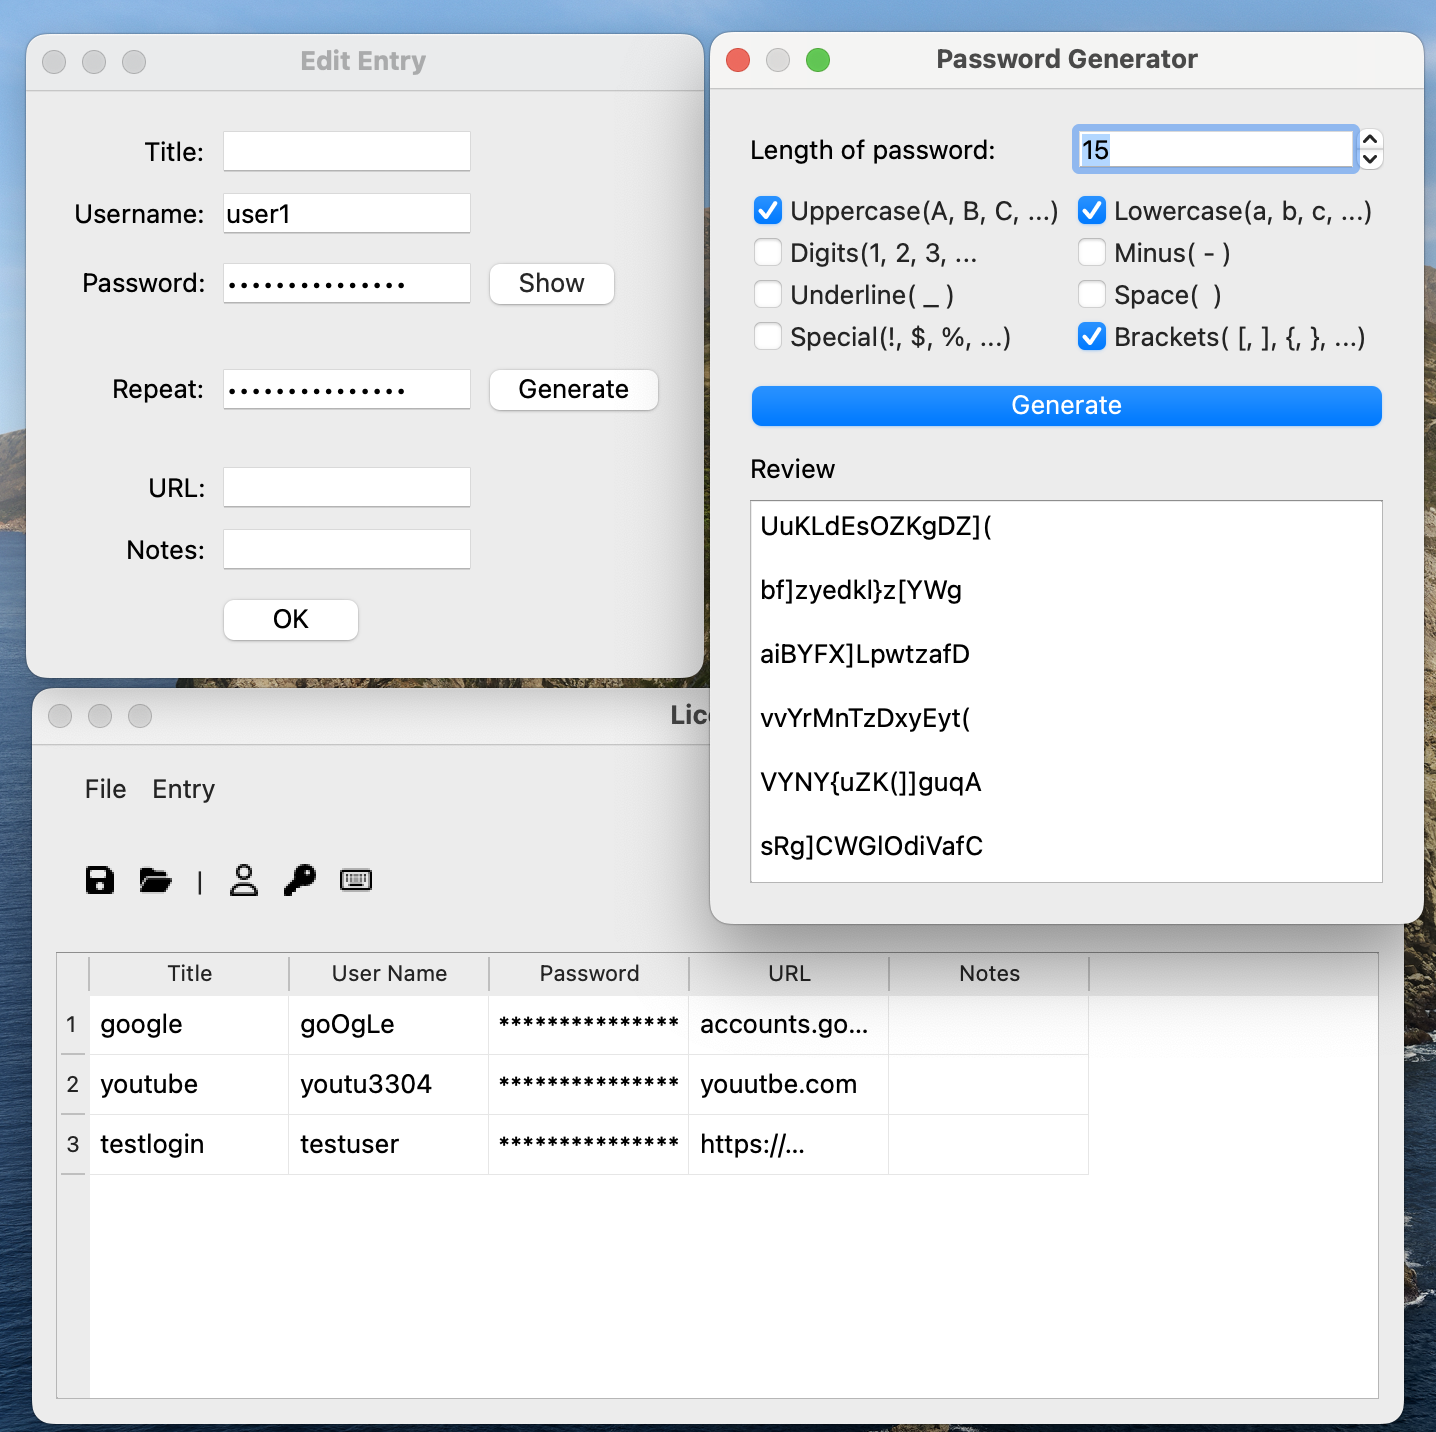 Edit Entry
Title:
Username: user1
Password: ••••••••••••••• Show
Repeat: ••••••••••••••• Generate
URL:
Notes:
OK
Password Generator
Length of password: 15
Uppercase(A, B, C, ...) Lowercase(a, b, c, ...)
Digits(1, 2, 3, ... Minus( - )
Underline( _ ) Space(  )
Special(!, $, %, ...) Brackets( [, ], {, }, ...)
Generate
Review
UuKLdEsOZKgDZ](
bf]zyedkl}z[YWg
aiBYFX]LpwtzafD
vvYrMnTzDxyEyt(
VYNY{uZK(]]guqA
sRg]CWGlOdiVafC
File Entry
|
Title User Name Password URL Notes
1 google goOgLe *************** accounts.go...
2 youtube youtu3304 *************** youutbe.com
3 testlogin testuser *************** https://...